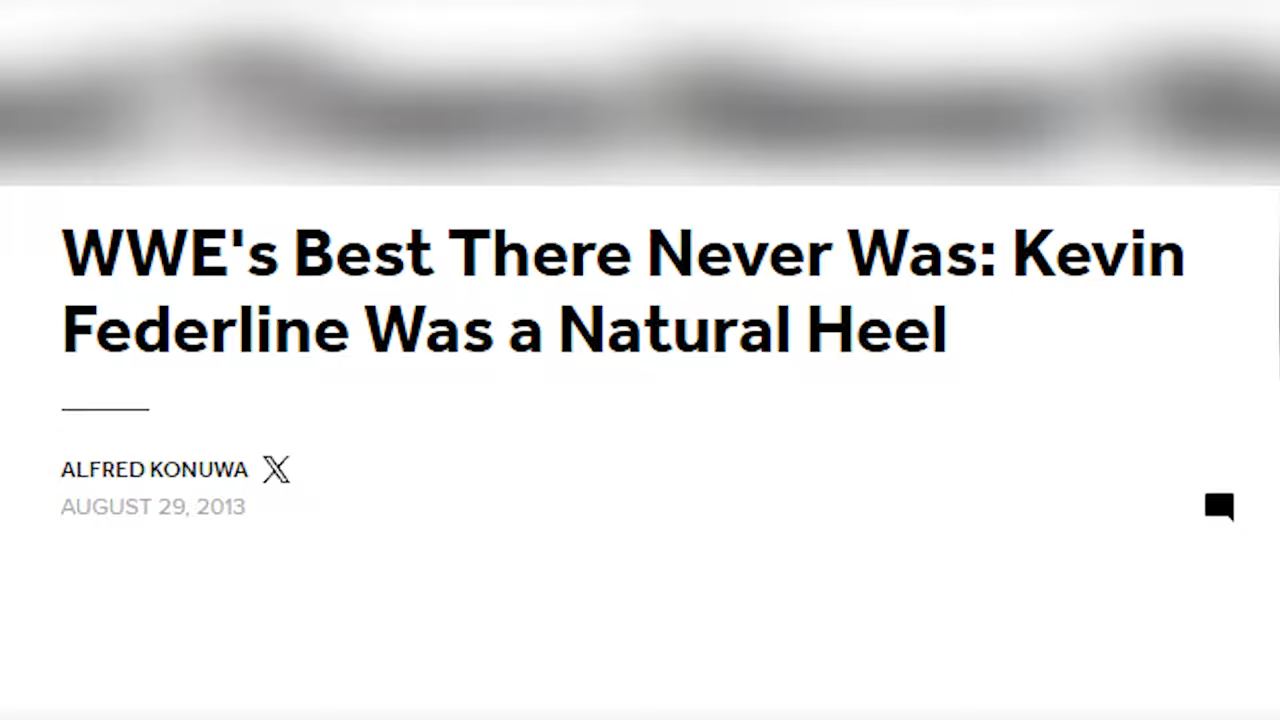 WWE's Best There Never Was: Kevin
Federline Was a Natural Heel
ALFRED KONUWA
AUGUST 29, 2013